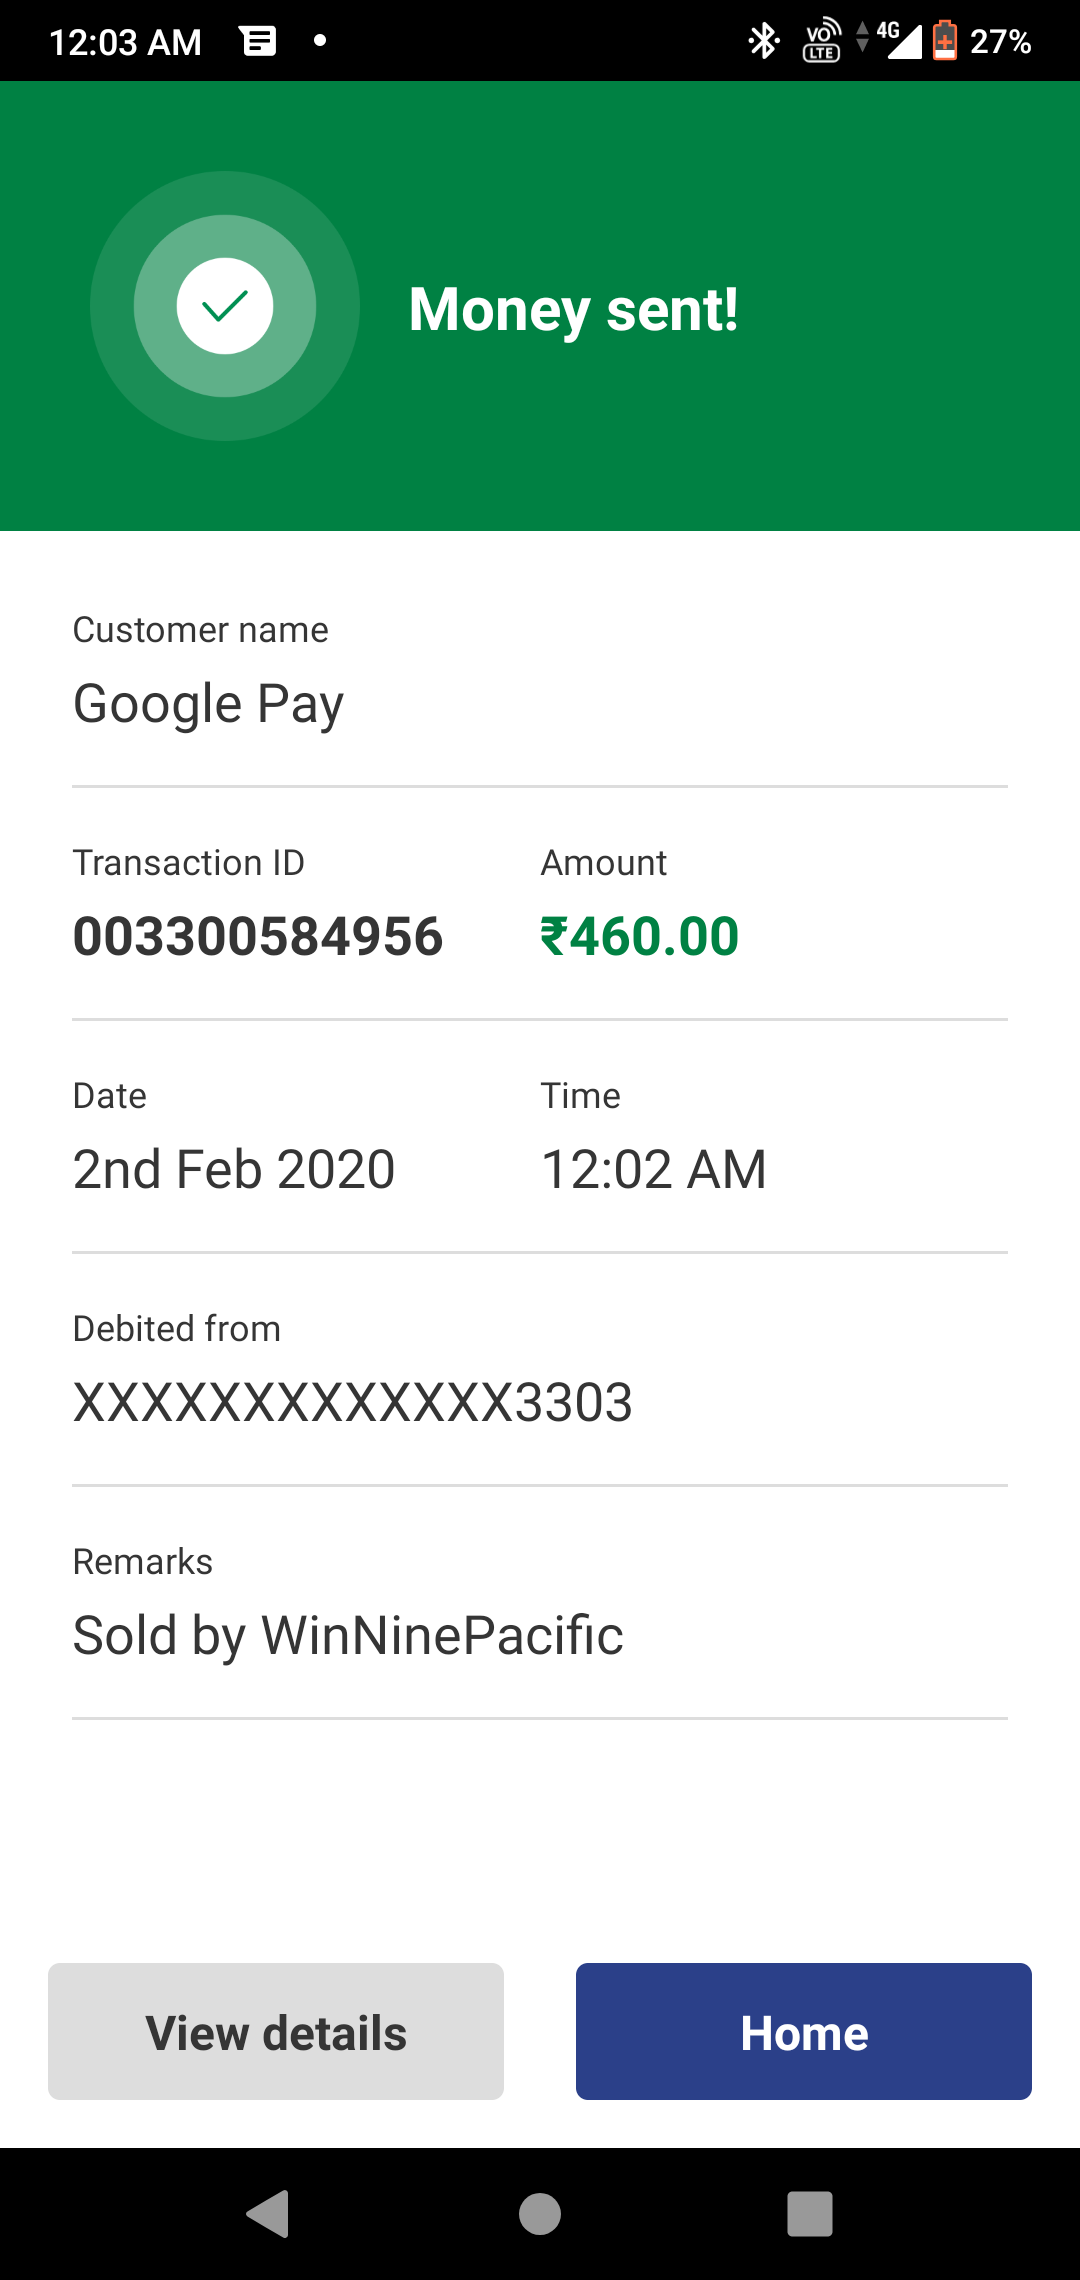 12:03 AM VO LTE 4G 27%
Money sent!
Customer name
Google Pay
Transaction ID Amount
003300584956 ₹460.00
Date Time
2nd Feb 2020 12:02 AM
Debited from
XXXXXXXXXXXXX3303
Remarks
Sold by WinNinePacific
View details Home